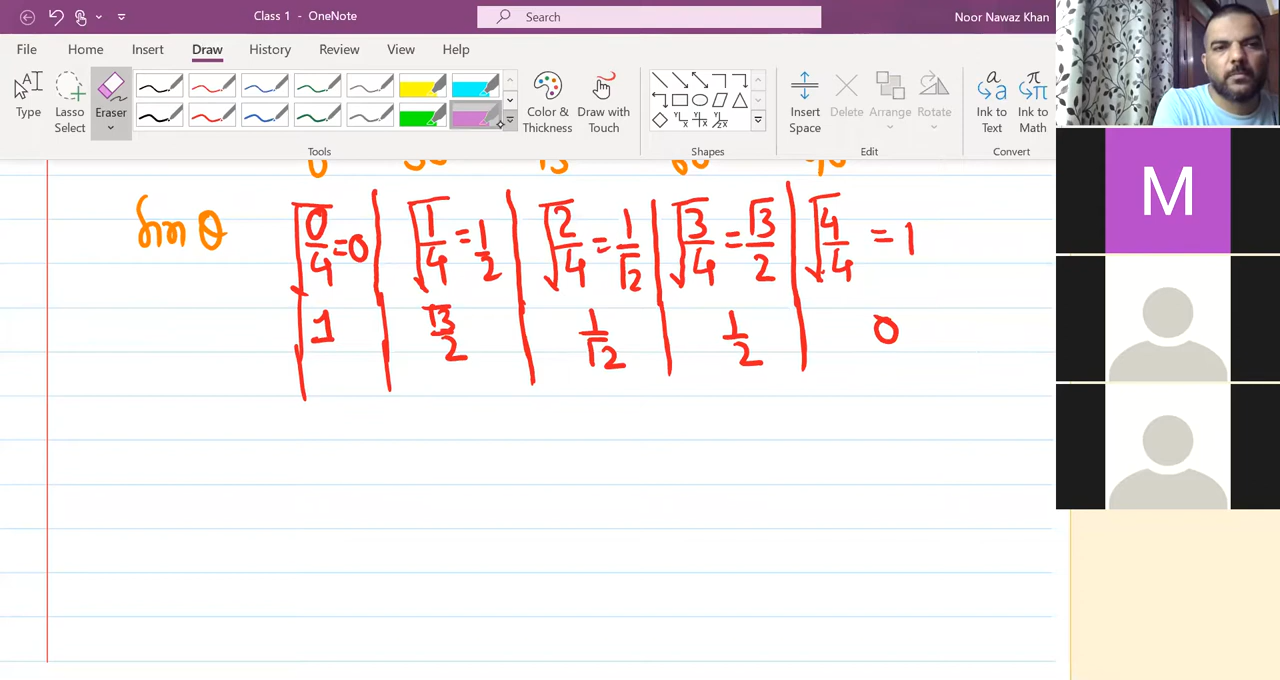 Class 1 - OneNote
Search
Noor Nawaz Khan
File Home Insert Draw History Review View Help
Type
Lasso Select
Eraser
Color & Thickness
Draw with Touch
Insert Space
Delete
Arrange
Rotate
Ink to Text
Ink to Math
Tools Shapes Edit Convert
sin θ √0/4 = 0 | √1/4 = 1/2 | √2/4 = 1/√2 | √3/4 = √3/2 | √4/4 = 1
1 | √3/2 | 1/√2 | 1/2 | 0
M